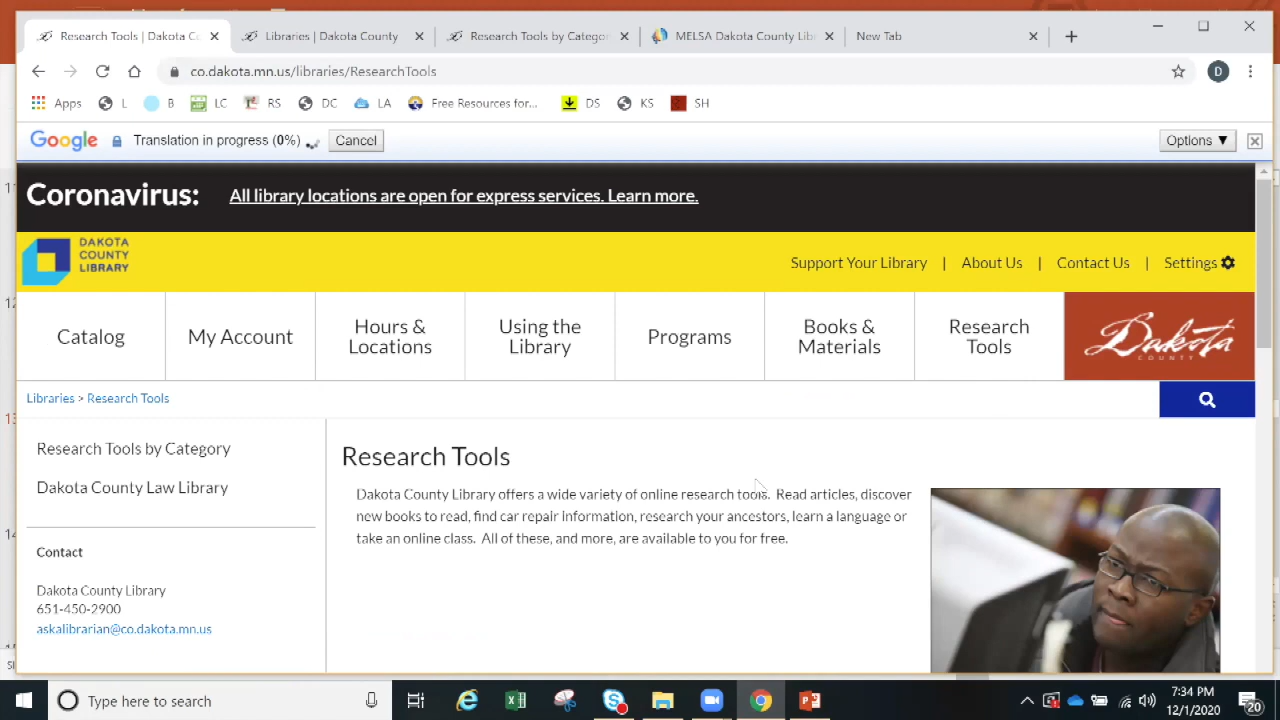 Research Tools | Dakota Co
Libraries | Dakota County
Research Tools by Categor
MELSA Dakota County Libr
New Tab
co.dakota.mn.us/libraries/ResearchTools
D
Apps
L
B
LC
RS
DC
LA
Free Resources for...
DS
KS
SH
Google
Translation in progress (0%)
Cancel
Options ▼
Coronavirus:
All library locations are open for express services. Learn more.
DAKOTA
COUNTY
LIBRARY
Support Your Library | About Us | Contact Us | Settings
Catalog
My Account
Hours &
Locations
Using the
Library
Programs
Books &
Materials
Research
Tools
Dakota
COUNTY
Libraries > Research Tools
Research Tools by Category
Dakota County Law Library
Contact
Dakota County Library
651-450-2900
askalibrarian@co.dakota.mn.us
Research Tools
Dakota County Library offers a wide variety of online research tools. Read articles, discover
new books to read, find car repair information, research your ancestors, learn a language or
take an online class. All of these, and more, are available to you for free.
Type here to search
7:34 PM
12/1/2020
20